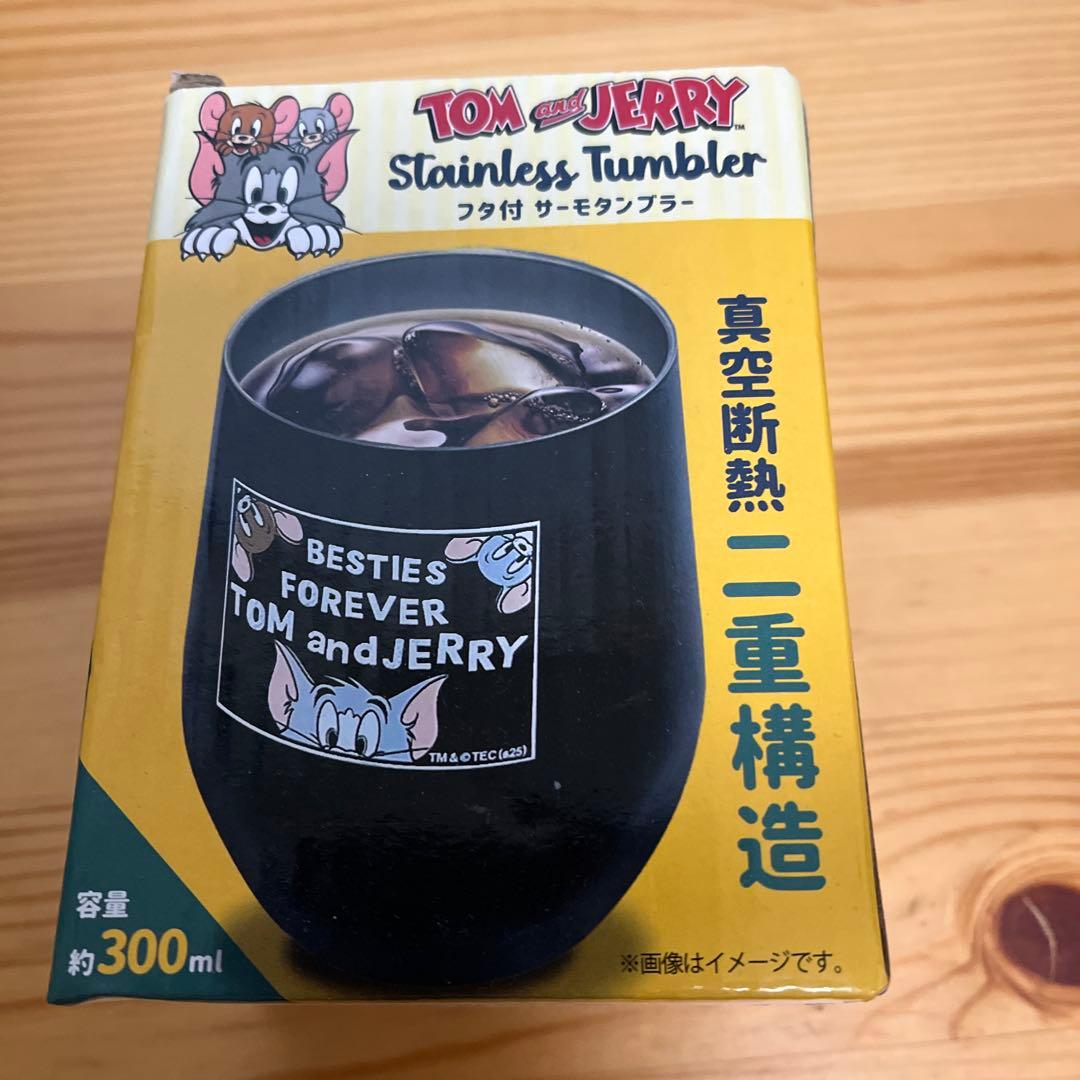 TOM and JERRY™
Stainless Tumbler
フタ付 サーモタンブラー
真空断熱二重構造
BESTIES
FOREVER
TOM and JERRY
TM & © TEC (s25)
容量
約300ml
※画像はイメージです。